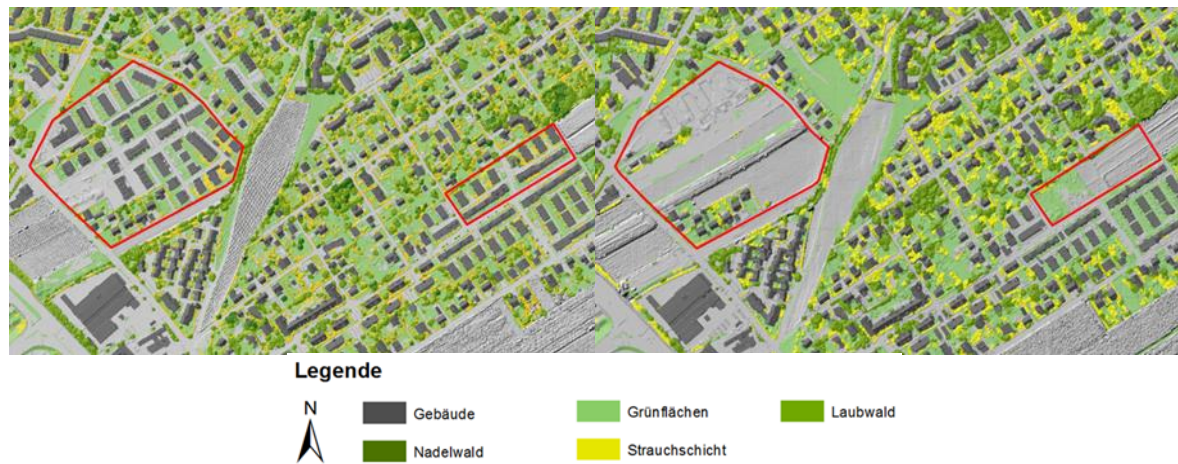 Legende
N
Gebäude
Grünflächen
Laubwald
Nadelwald
Strauchschicht